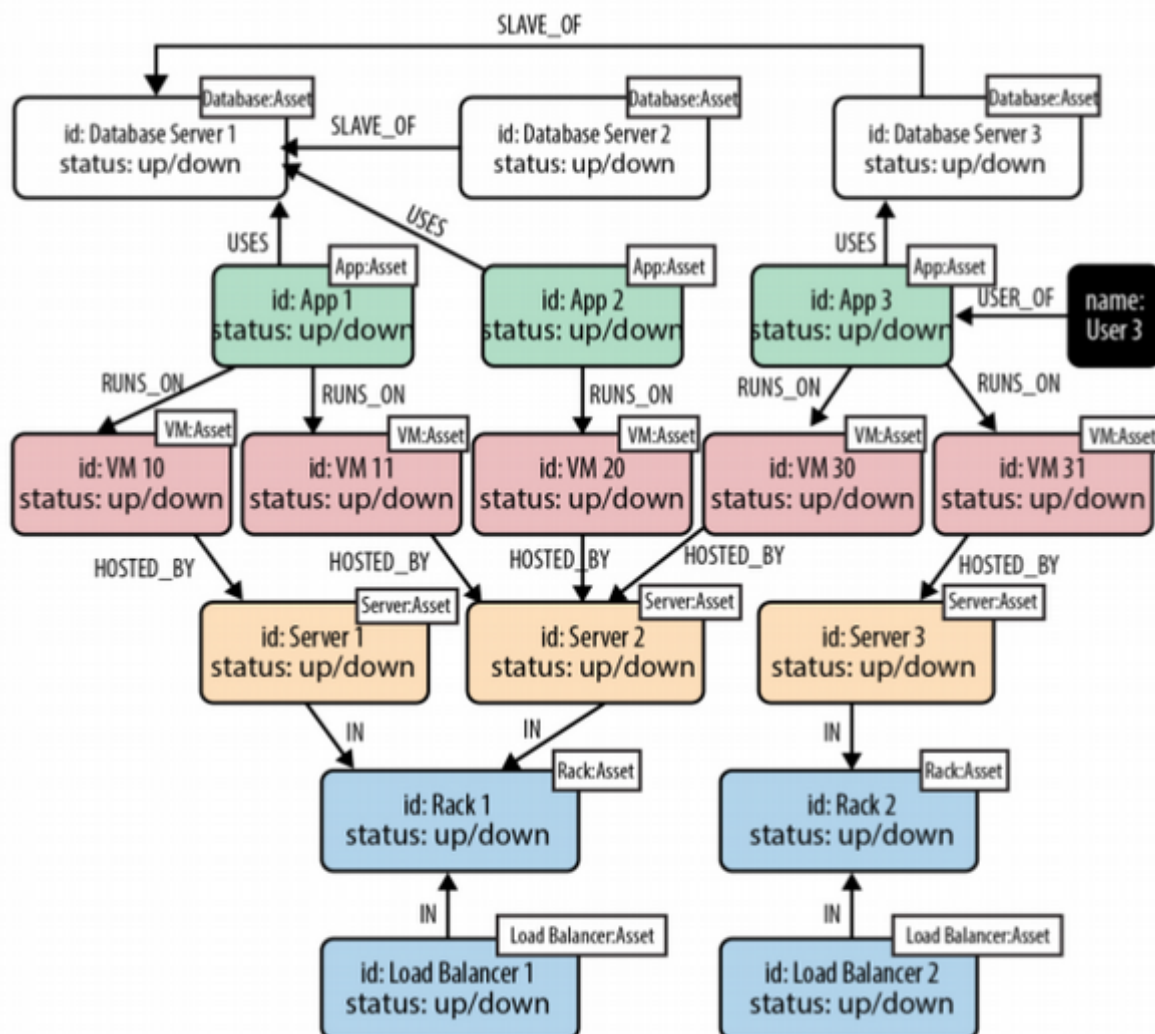 SLAVE_OF
Database:Asset
id: Database Server 1
status: up/down
SLAVE_OF
Database:Asset
id: Database Server 2
status: up/down
Database:Asset
id: Database Server 3
status: up/down
USES
USES
USES
App:Asset
id: App 1
status: up/down
App:Asset
id: App 2
status: up/down
App:Asset
id: App 3
status: up/down
USER_OF
name:
User 3
RUNS_ON
RUNS_ON
RUNS_ON
RUNS_ON
RUNS_ON
VM:Asset
id: VM 10
status: up/down
VM:Asset
id: VM 11
status: up/down
VM:Asset
id: VM 20
status: up/down
VM:Asset
id: VM 30
status: up/down
VM:Asset
id: VM 31
status: up/down
HOSTED_BY
HOSTED_BY
HOSTED_BY
HOSTED_BY
HOSTED_BY
Server:Asset
id: Server 1
status: up/down
Server:Asset
id: Server 2
status: up/down
Server:Asset
id: Server 3
status: up/down
IN
IN
IN
Rack:Asset
id: Rack 1
status: up/down
Rack:Asset
id: Rack 2
status: up/down
IN
IN
Load Balancer:Asset
id: Load Balancer 1
status: up/down
Load Balancer:Asset
id: Load Balancer 2
status: up/down